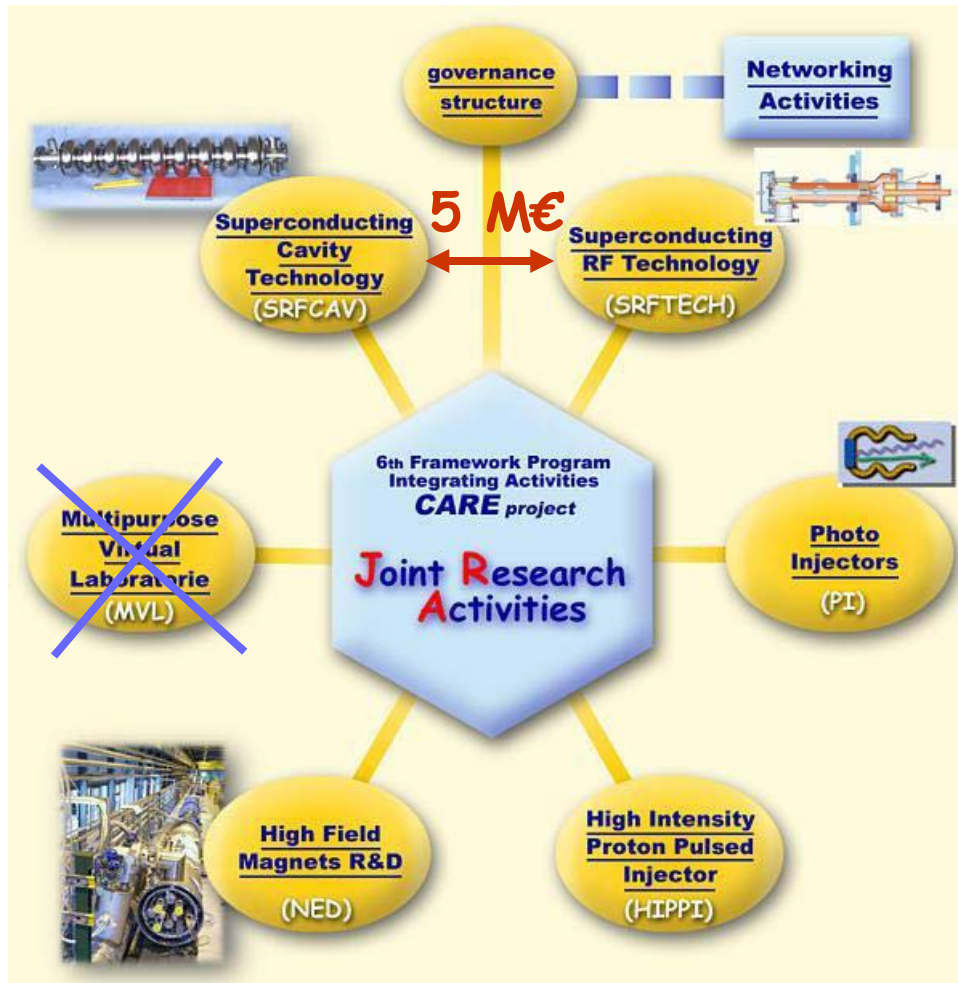 governance
structure
Networking
Activities
5 M€
Superconducting
Cavity
Technology
(SRFCAV)
Superconducting
RF Technology
(SRFTECH)
6th Framework Program
Integrating Activities
CARE project
Joint Research
Activities
Multipurpose
Virtual
Laboratorie
(MVL)
Photo
Injectors
(PI)
High Field
Magnets R&D
(NED)
High Intensity
Proton Pulsed
Injector
(HIPPI)